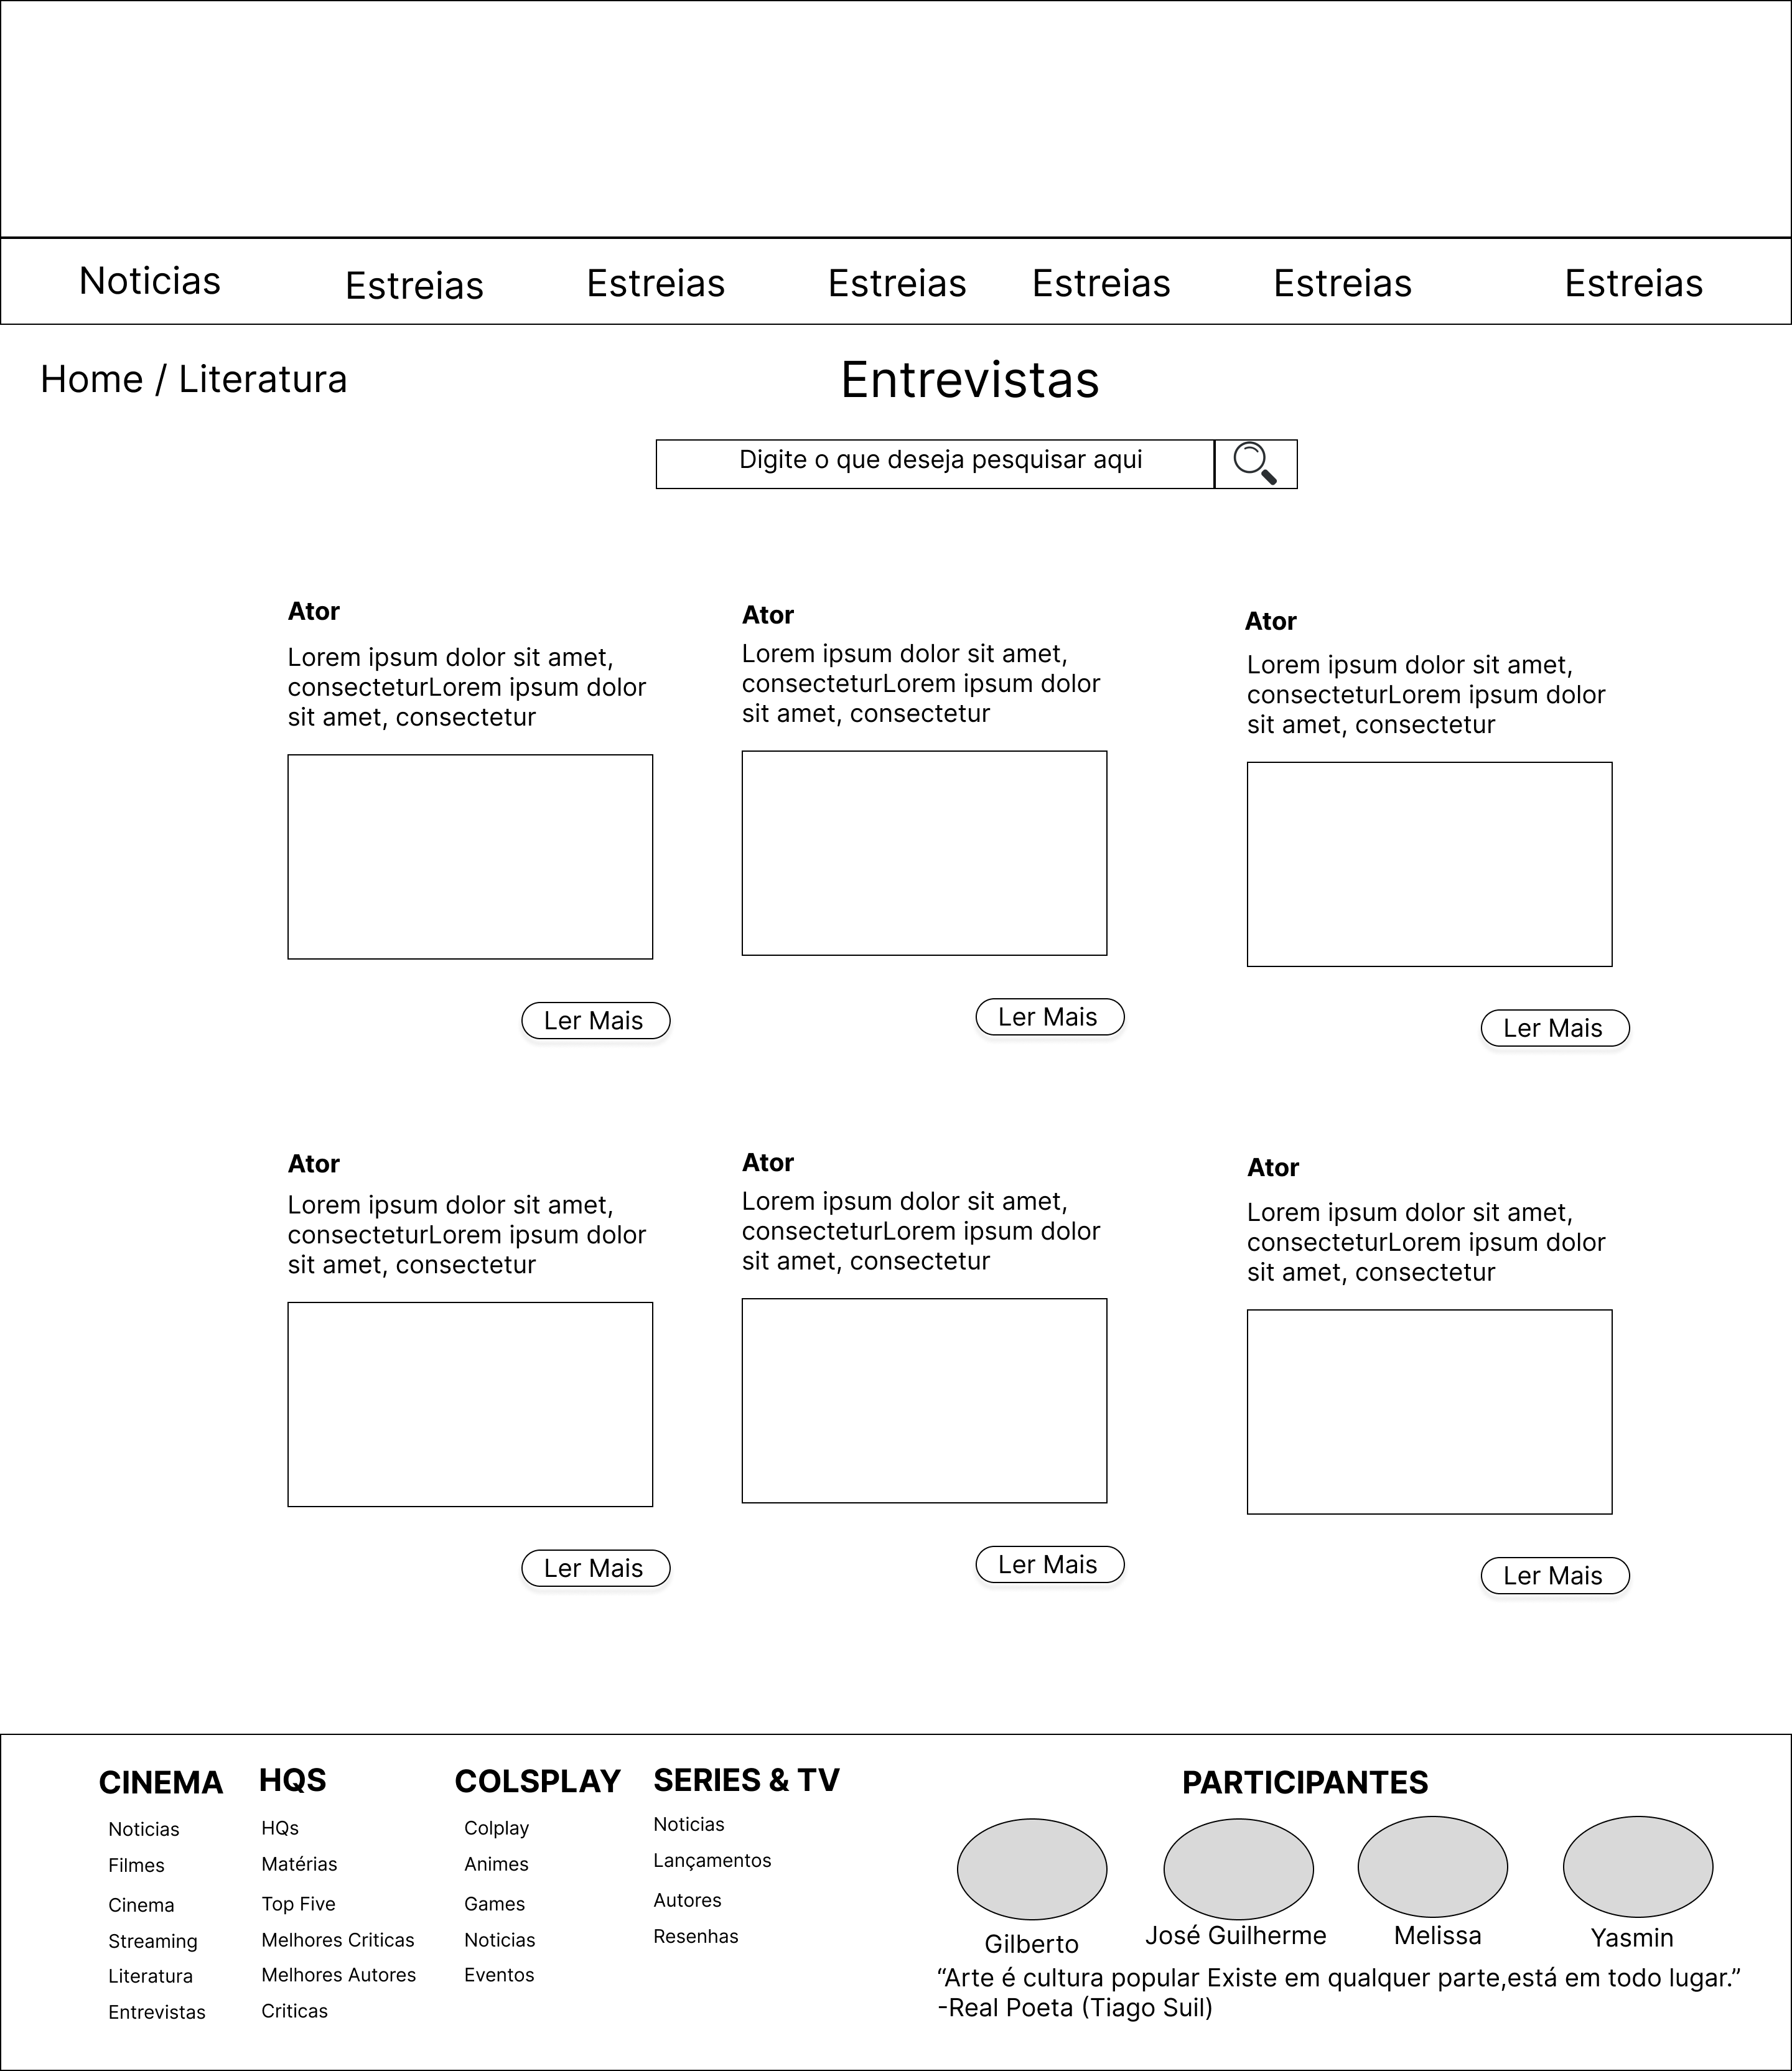 Noticias
Estreias
Estreias
Estreias
Estreias
Estreias
Estreias
Home / Literatura
Entrevistas
Digite o que deseja pesquisar aqui
Ator
Lorem ipsum dolor sit amet,
consecteturLorem ipsum dolor
sit amet, consectetur
Ler Mais
Ator
Lorem ipsum dolor sit amet,
consecteturLorem ipsum dolor
sit amet, consectetur
Ler Mais
Ator
Lorem ipsum dolor sit amet,
consecteturLorem ipsum dolor
sit amet, consectetur
Ler Mais
Ator
Lorem ipsum dolor sit amet,
consecteturLorem ipsum dolor
sit amet, consectetur
Ler Mais
Ator
Lorem ipsum dolor sit amet,
consecteturLorem ipsum dolor
sit amet, consectetur
Ler Mais
Ator
Lorem ipsum dolor sit amet,
consecteturLorem ipsum dolor
sit amet, consectetur
Ler Mais
CINEMA
Noticias
Filmes
Cinema
Streaming
Literatura
Entrevistas
HQS
HQs
Matérias
Top Five
Melhores Criticas
Melhores Autores
Criticas
COLSPLAY
Colplay
Animes
Games
Noticias
Eventos
SERIES & TV
Noticias
Lançamentos
Autores
Resenhas
PARTICIPANTES
Gilberto
José Guilherme
Melissa
Yasmin
“Arte é cultura popular Existe em qualquer parte,está em todo lugar.”
-Real Poeta (Tiago Suil)